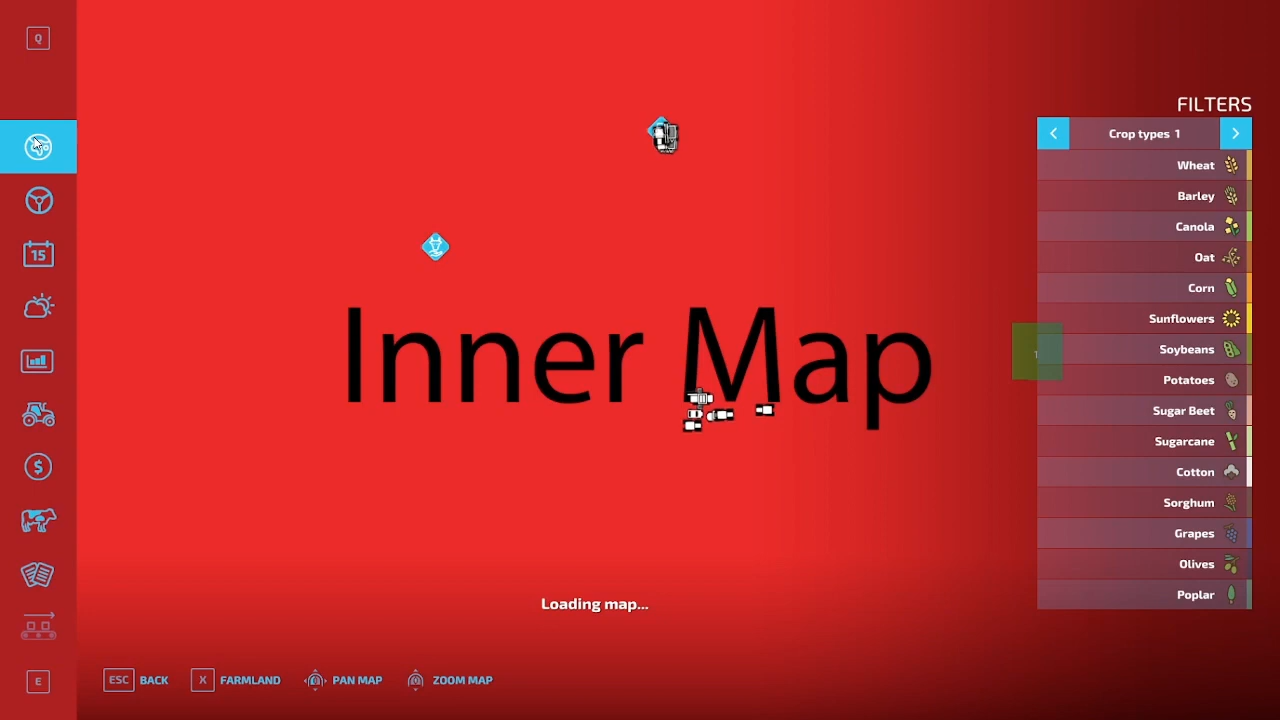 Q
FILTERS
Crop types 1
Wheat
Barley
Canola
15
Oat
Corn
Sunflowers
Inner Map
1
Soybeans
Potatoes
Sugar Beet
Sugarcane
$
Cotton
Sorghum
Grapes
Olives
Poplar
Loading map...
E
ESC BACK X FARMLAND PAN MAP ZOOM MAP